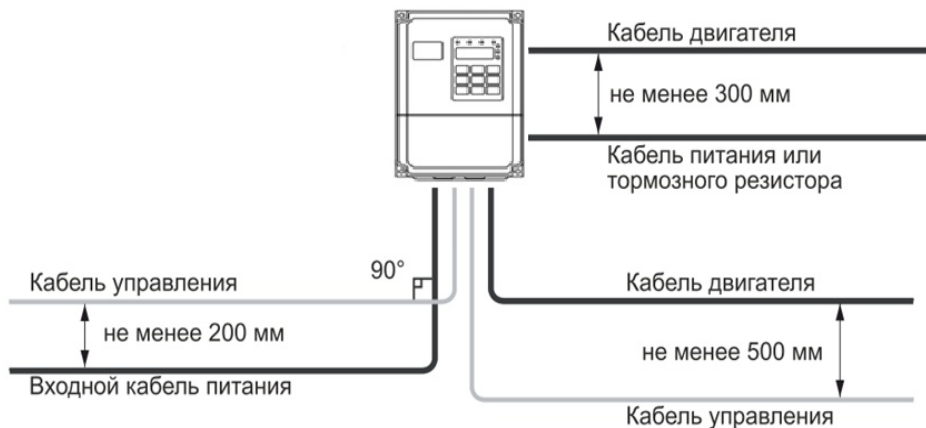 Кабель двигателя
не менее 300 мм
Кабель питания или
тормозного резистора
90°
Кабель управления
не менее 200 мм
Входной кабель питания
Кабель двигателя
не менее 500 мм
Кабель управления